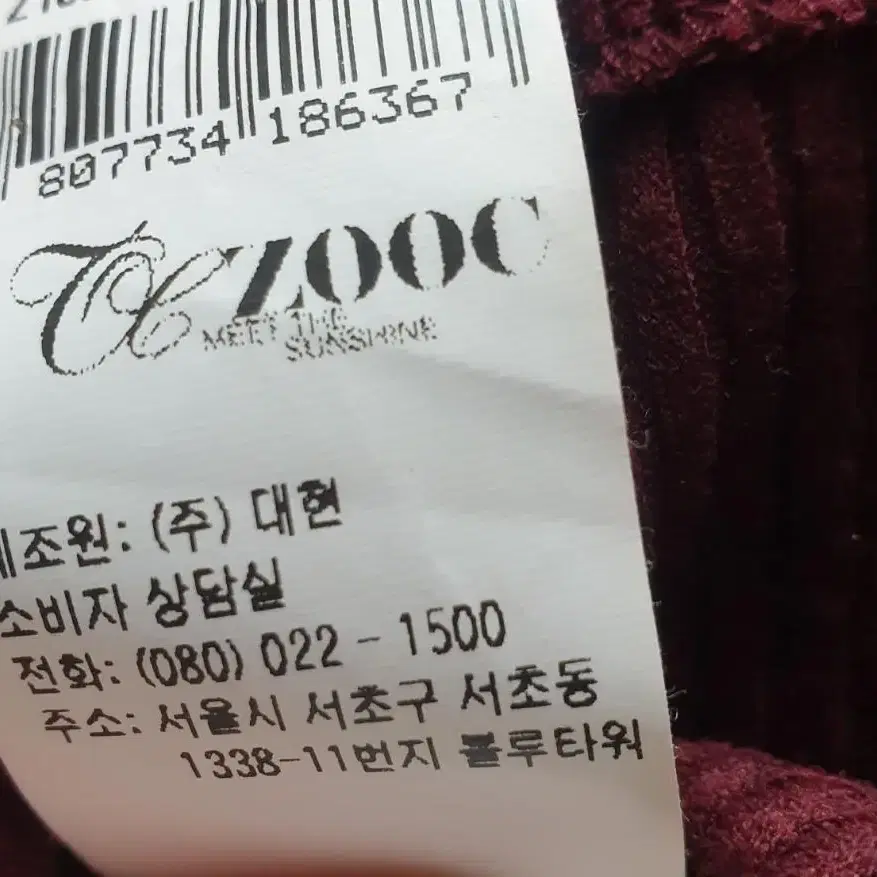 807734 186367
ZOOC
MEET THE
SUNSHINE
제조원: (주) 대현
소비자 상담실
전화: (080) 022 - 1500
주소: 서울시 서초구 서초동
1338-11번지 블루타워